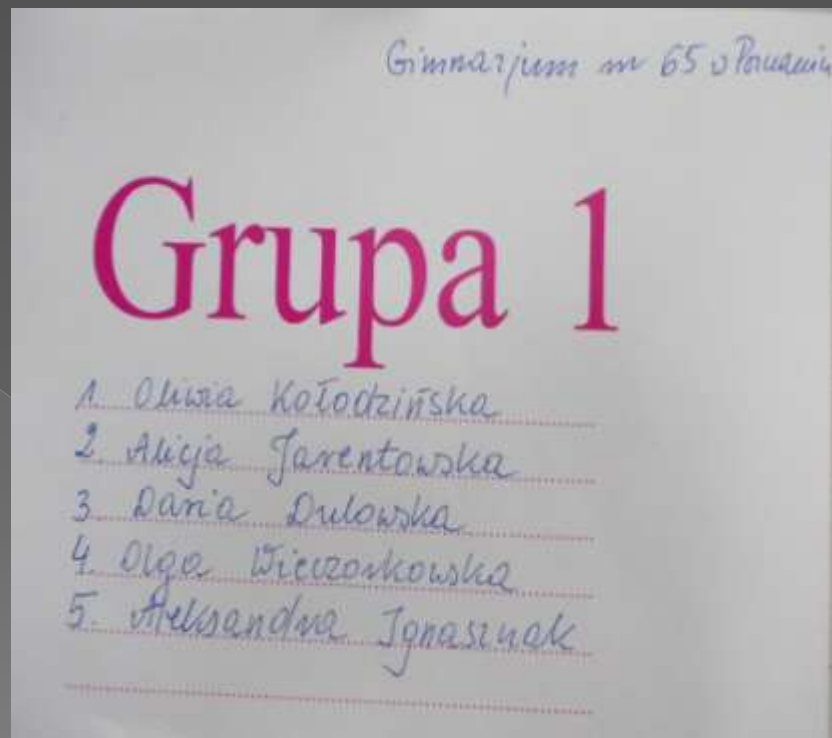 Gimnazjum nr 65 w Poznaniu
Grupa 1
1. Oliwia Kołodzińska
2. Alicja Jarentowska
3. Daria Dulowska
4. Olga Wieczorkowska
5. Aleksandra Ignaszak